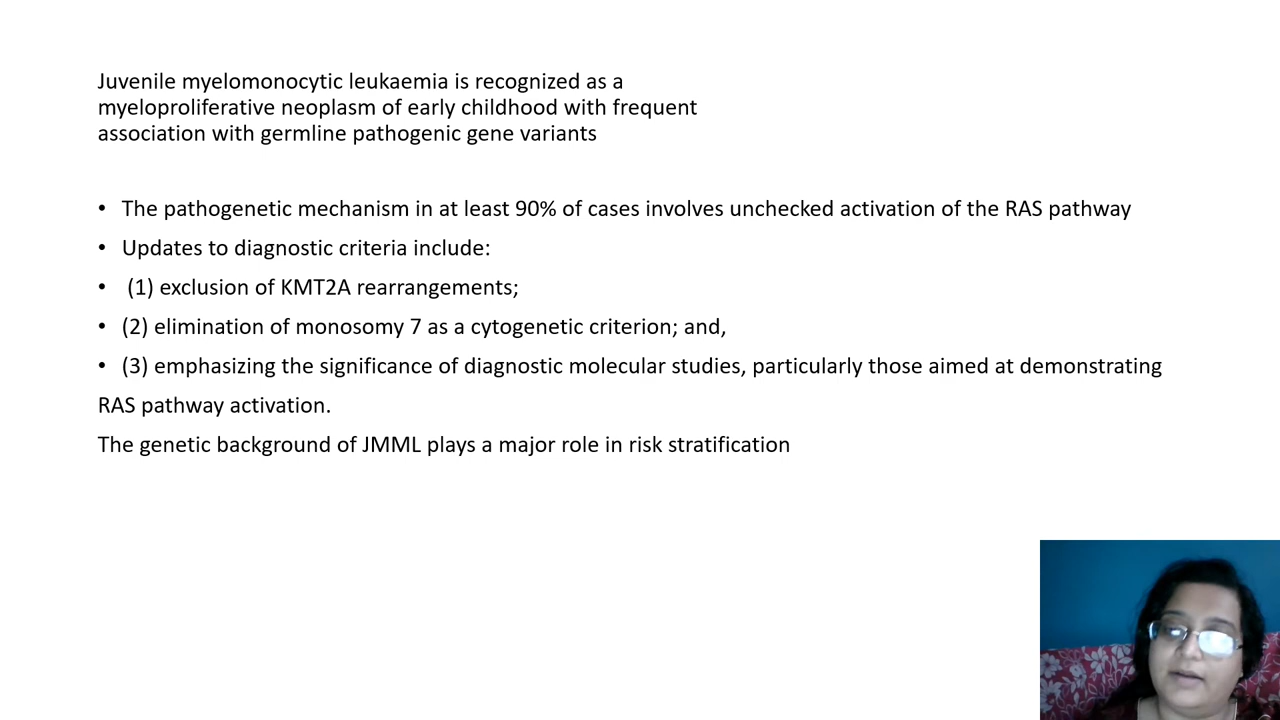 Juvenile myelomonocytic leukaemia is recognized as a
myeloproliferative neoplasm of early childhood with frequent
association with germline pathogenic gene variants
• The pathogenetic mechanism in at least 90% of cases involves unchecked activation of the RAS pathway
• Updates to diagnostic criteria include:
• (1) exclusion of KMT2A rearrangements;
• (2) elimination of monosomy 7 as a cytogenetic criterion; and,
• (3) emphasizing the significance of diagnostic molecular studies, particularly those aimed at demonstrating
RAS pathway activation.
The genetic background of JMML plays a major role in risk stratification